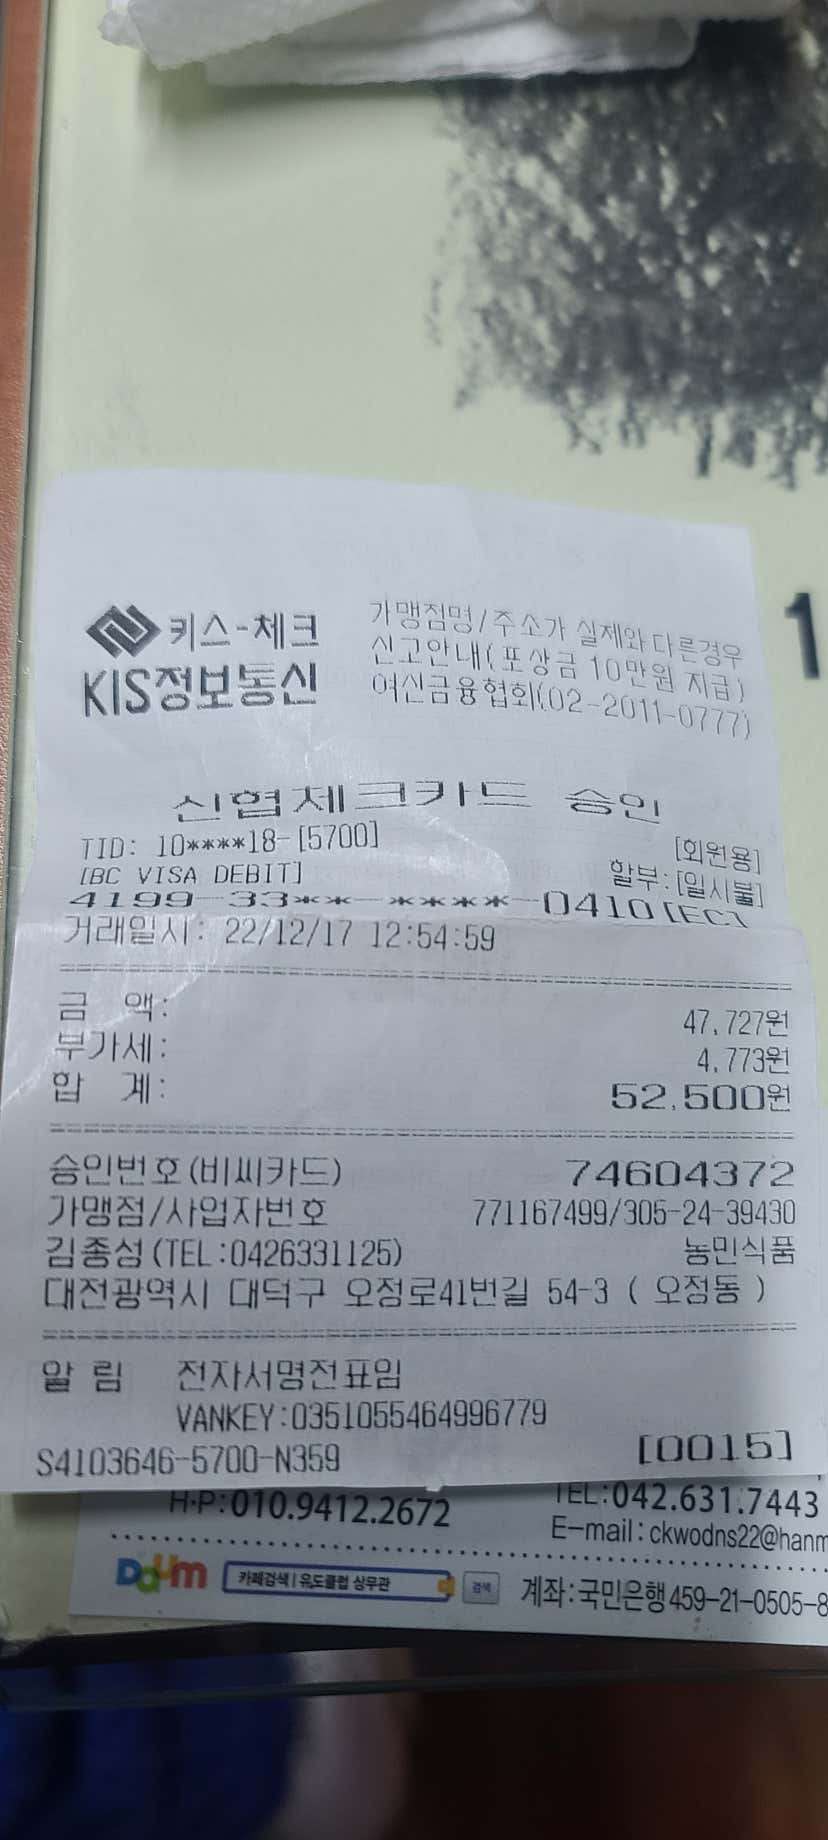 1
키스-체크
KIS정보통신
가맹점명/주소가 실제와다른경우
신고안내(포상금 10만원 지급)
여신금융협회(02-2011-0777)
신협체크카드 승인
TID: 10****18-[5700]
[회원용]
[BC VISA DEBIT]
할부:[일시불]
4199-33**-****-0410[EC]
거래일시: 22/12/17 12:54:59
금 액: 47,727원
부가세: 4,773원
합 계: 52,500원
승인번호(비씨카드) 74604372
가맹점/사업자번호 771167499/305-24-39430
김종성(TEL:0426331125) 농민식품
대전광역시 대덕구 오정로41번길 54-3 ( 오정동 )
알 림 전자서명전표임
VANKEY:0351055464996779
S4103646-5700-N359 [0015]
H·P:010.9412.2672
TEL:042.631.7443
E-mail:ckwodns22@hanm
Daum 카페검색 | 유도클럽 상무관 검색
계좌:국민은행 459-21-0505-8